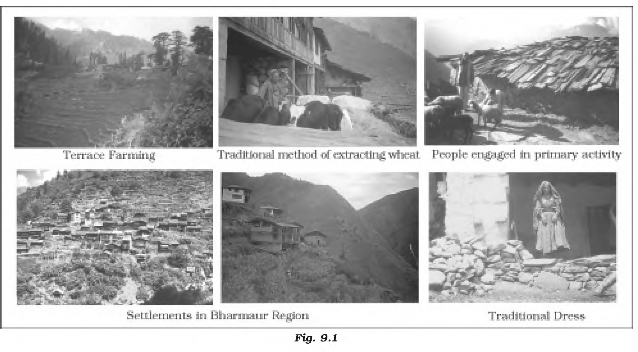 Terrace Farming
Traditional method of extracting wheat
People engaged in primary activity
Settlements in Bharmaur Region
Traditional Dress
Fig. 9.1